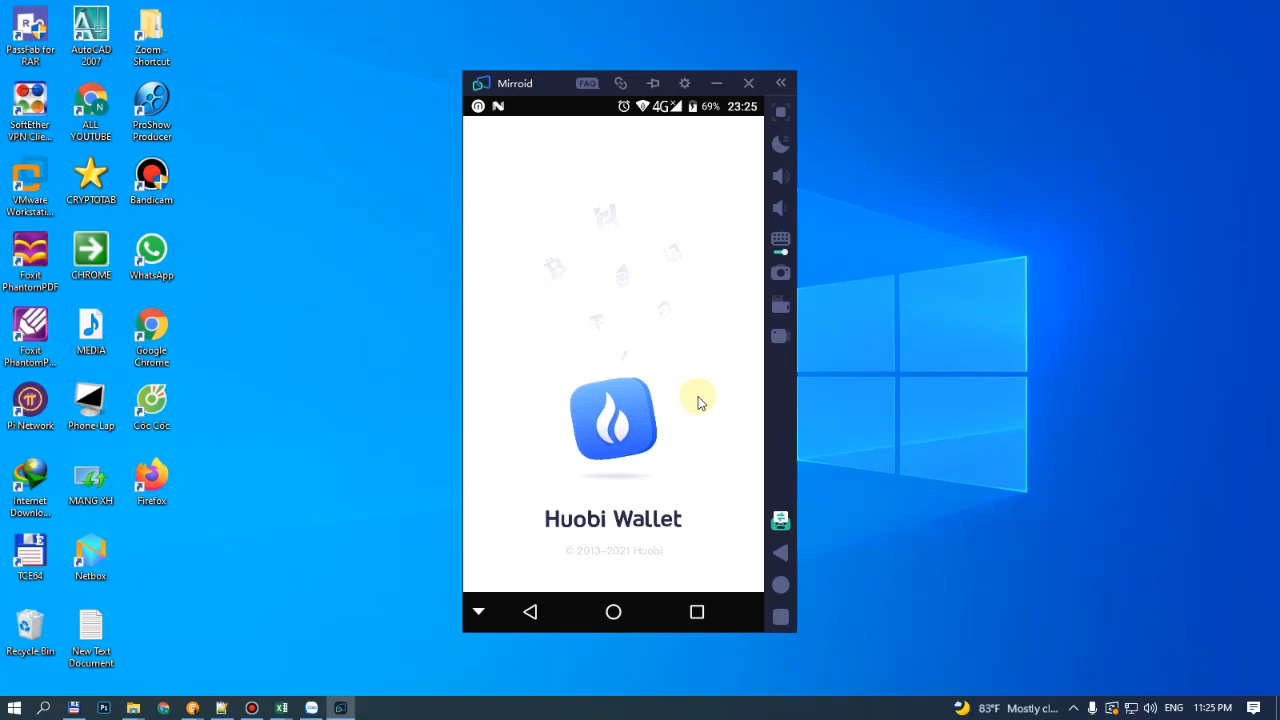 PassFab for
RAR
AutoCAD
2007
Zoom -
Shortcut
SoftEther
VPN Clie...
ALL
YOUTUBE
ProShow
Producer
VMware
Workstati...
CRYPTOTAB
Bandicam
Foxit
PhantomPDF
CHROME
WhatsApp
Foxit
PhantomP...
MEDIA
Google
Chrome
Pi Network
Phone-Lap
Cốc Cốc
Internet
Downlo...
MANG XH
Firefox
TCE64
Netbox
Recycle Bin
New Text
Document
Mirroid
FAQ
4G
69%
23:25
Huobi Wallet
© 2013-2021 Huobi
83°F Mostly cl...
ENG
11:25 PM